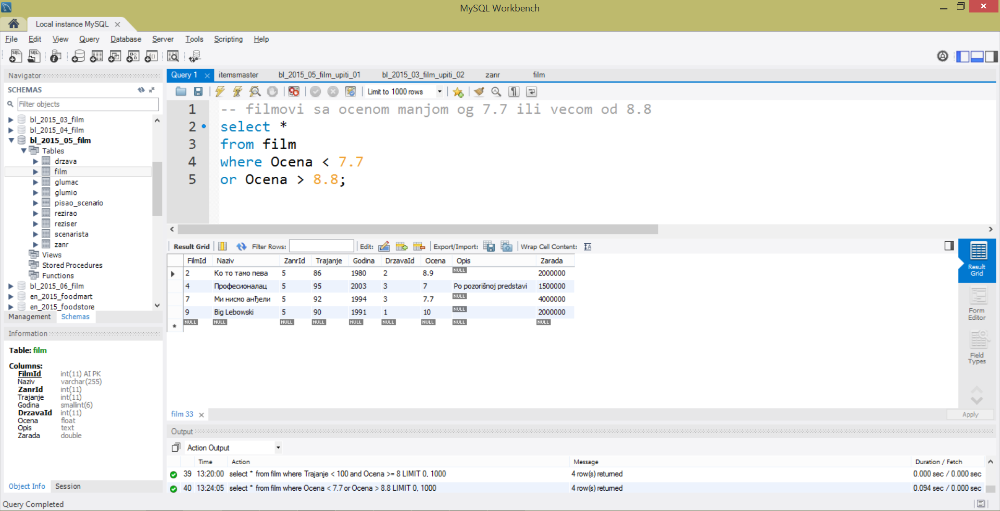 MySQL Workbench
Local instance MySQL
File Edit View Query Database Server Tools Scripting Help
Navigator
SCHEMAS
Filter objects
bl_2015_03_film
bl_2015_04_film
bl_2015_05_film
Tables
drzava
film
glumac
glumio
pisao_scenario
rezirao
reziser
scenarista
zanr
Views
Stored Procedures
Functions
bl_2015_06_film
en_2015_foodmart
en_2015_foodstore
Management Schemas
Information
Table: film
Columns:
FilmId int(11) AI PK
Naziv varchar(255)
ZanrId int(11)
Trajanje int(11)
Godina smallint(6)
DrzavaId int(11)
Ocena float
Opis text
Zarada double
Object Info Session
Query Completed
Query 1 itemsmaster bl_2015_05_film_upiti_01 bl_2015_03_film_upiti_02 zanr film
Limit to 1000 rows
1 -- filmovi sa ocenom manjom og 7.7 ili vecom od 8.8
2 select *
3 from film
4 where Ocena < 7.7
5 or Ocena > 8.8;
Result Grid Filter Rows: Edit: Export/Import: Wrap Cell Content:
FilmId Naziv ZanrId Trajanje Godina DrzavaId Ocena Opis Zarada
2 Ко то тамо пева 5 86 1980 2 8.9 NULL 2000000
4 Професионалац 5 95 2003 3 7 Po pozorišnoj predstavi 1500000
7 Ми нисмо анђели 5 92 1994 3 7.7 NULL 4000000
9 Big Lebowski 5 90 1991 1 10 NULL 2000000
NULL NULL NULL NULL NULL NULL NULL NULL NULL
Result
Grid
Form
Editor
Field
Types
film 33
Apply
Output
Action Output
Time Action Message Duration / Fetch
39 13:20:00 select * from film where Trajanje < 100 and Ocena >= 8 LIMIT 0, 1000 4 row(s) returned 0.000 sec / 0.000 sec
40 13:24:05 select * from film where Ocena < 7.7 or Ocena > 8.8 LIMIT 0, 1000 4 row(s) returned 0.094 sec / 0.000 sec